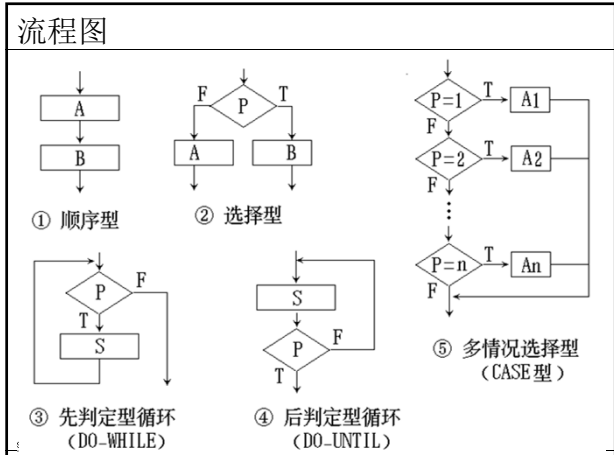 流程图
A
B
① 顺序型
F
P
T
A
B
② 选择型
P=1
T
A1
F
P=2
T
A2
F
P=n
T
An
F
⑤ 多情况选择型
(CASE型)
P
F
T
S
③ 先判定型循环
(DO-WHILE)
S
P
F
T
④ 后判定型循环
(DO-UNTIL)